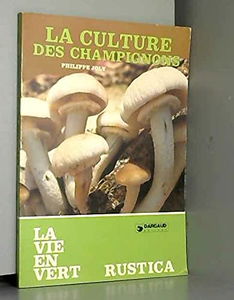 LA CULTURE
DES CHAMPIGNONS
PHILIPPE JOLY
LA
VIE
EN
VERT RUSTICA
DARGAUD